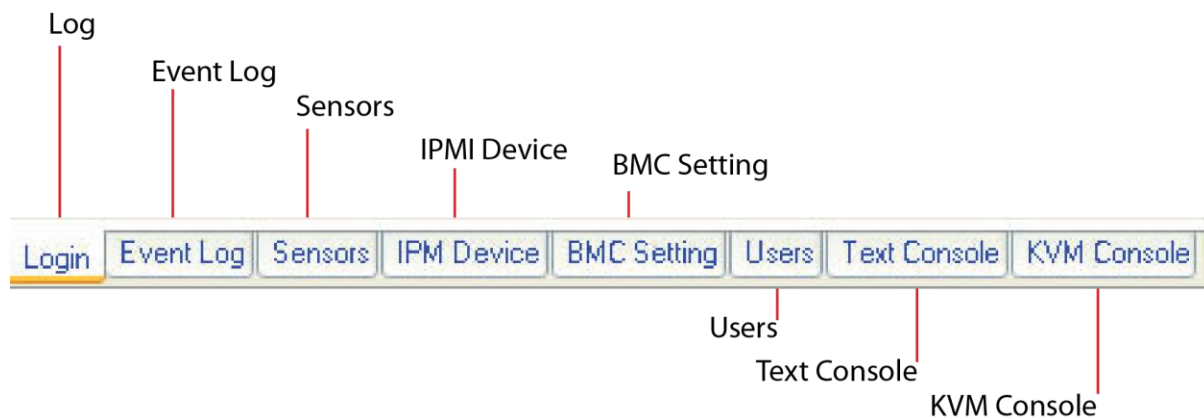 Log
Event Log
Sensors
IPMI Device
BMC Setting
Login Event Log Sensors IPM Device BMC Setting Users Text Console KVM Console
Users
Text Console
KVM Console